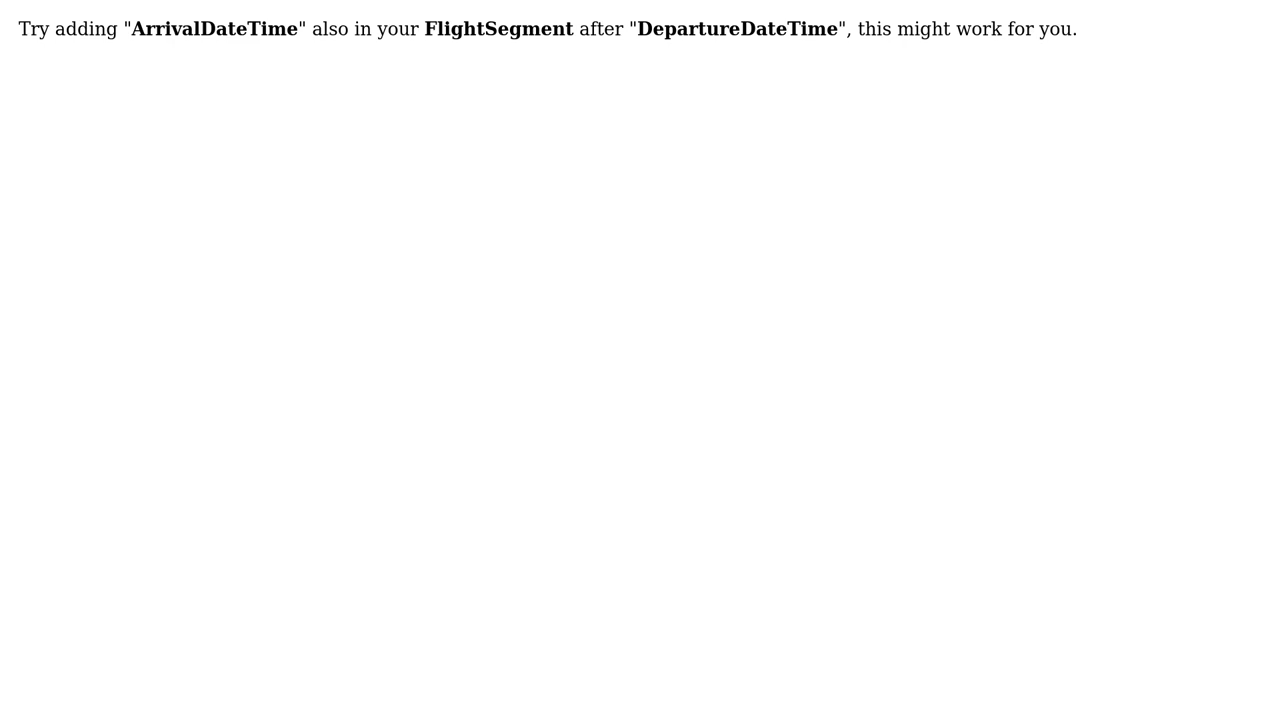 Try adding "ArrivalDateTime" also in your FlightSegment after "DepartureDateTime", this might work for you.